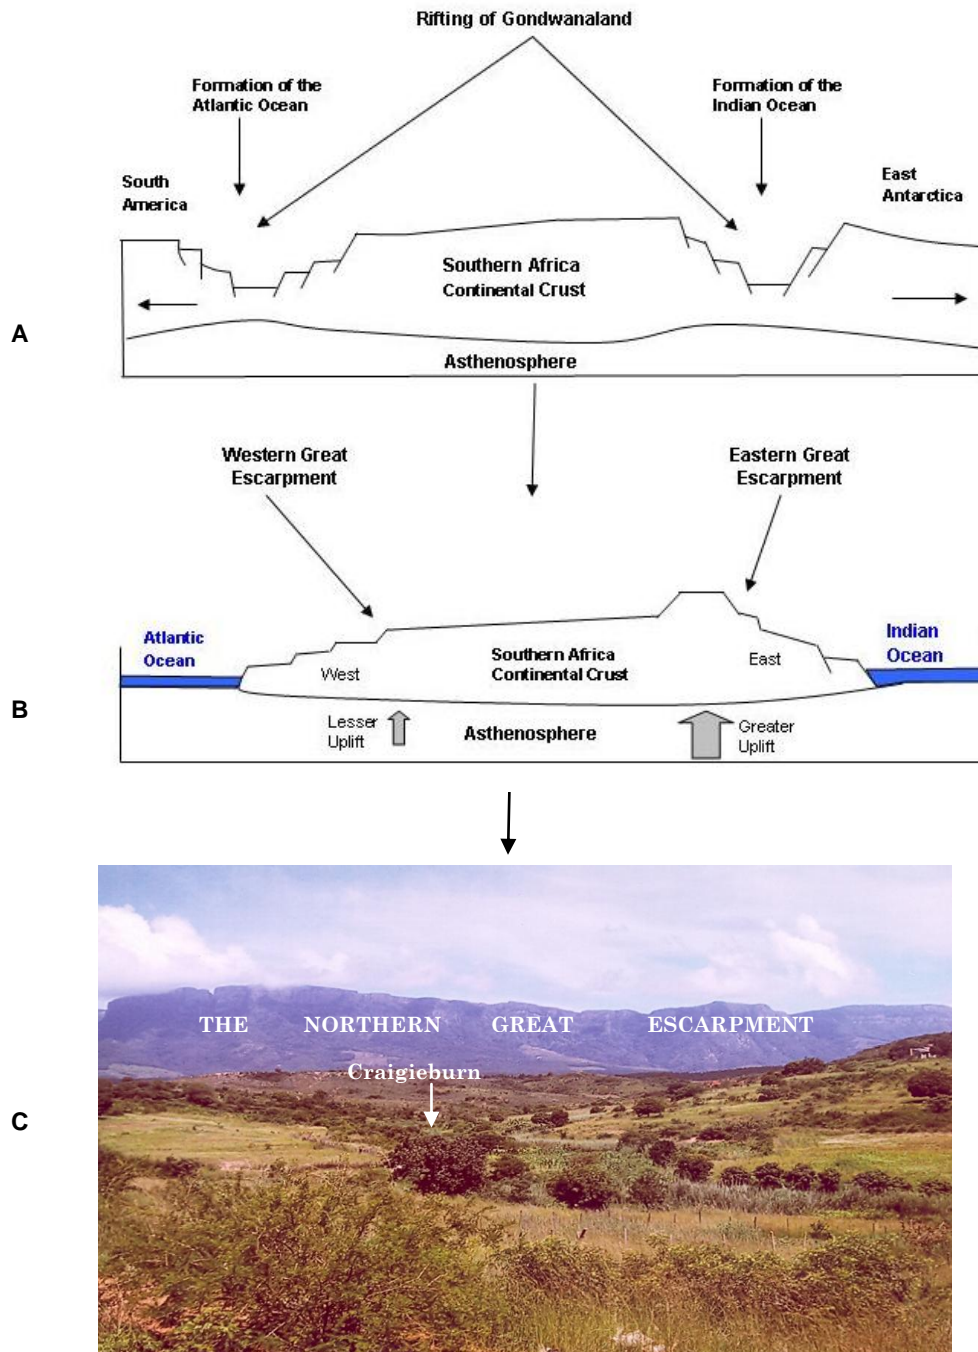 Rifting of Gondwanaland
Formation of the
Atlantic Ocean
Formation of the
Indian Ocean
South
America
East
Antarctica
Southern Africa
Continental Crust
A
Asthenosphere
Western Great
Escarpment
Eastern Great
Escarpment
Atlantic
Ocean
West
Southern Africa
Continental Crust
East
Indian
Ocean
B
Lesser
Uplift
Asthenosphere
Greater
Uplift
THE NORTHERN GREAT ESCARPMENT
Craigieburn
C